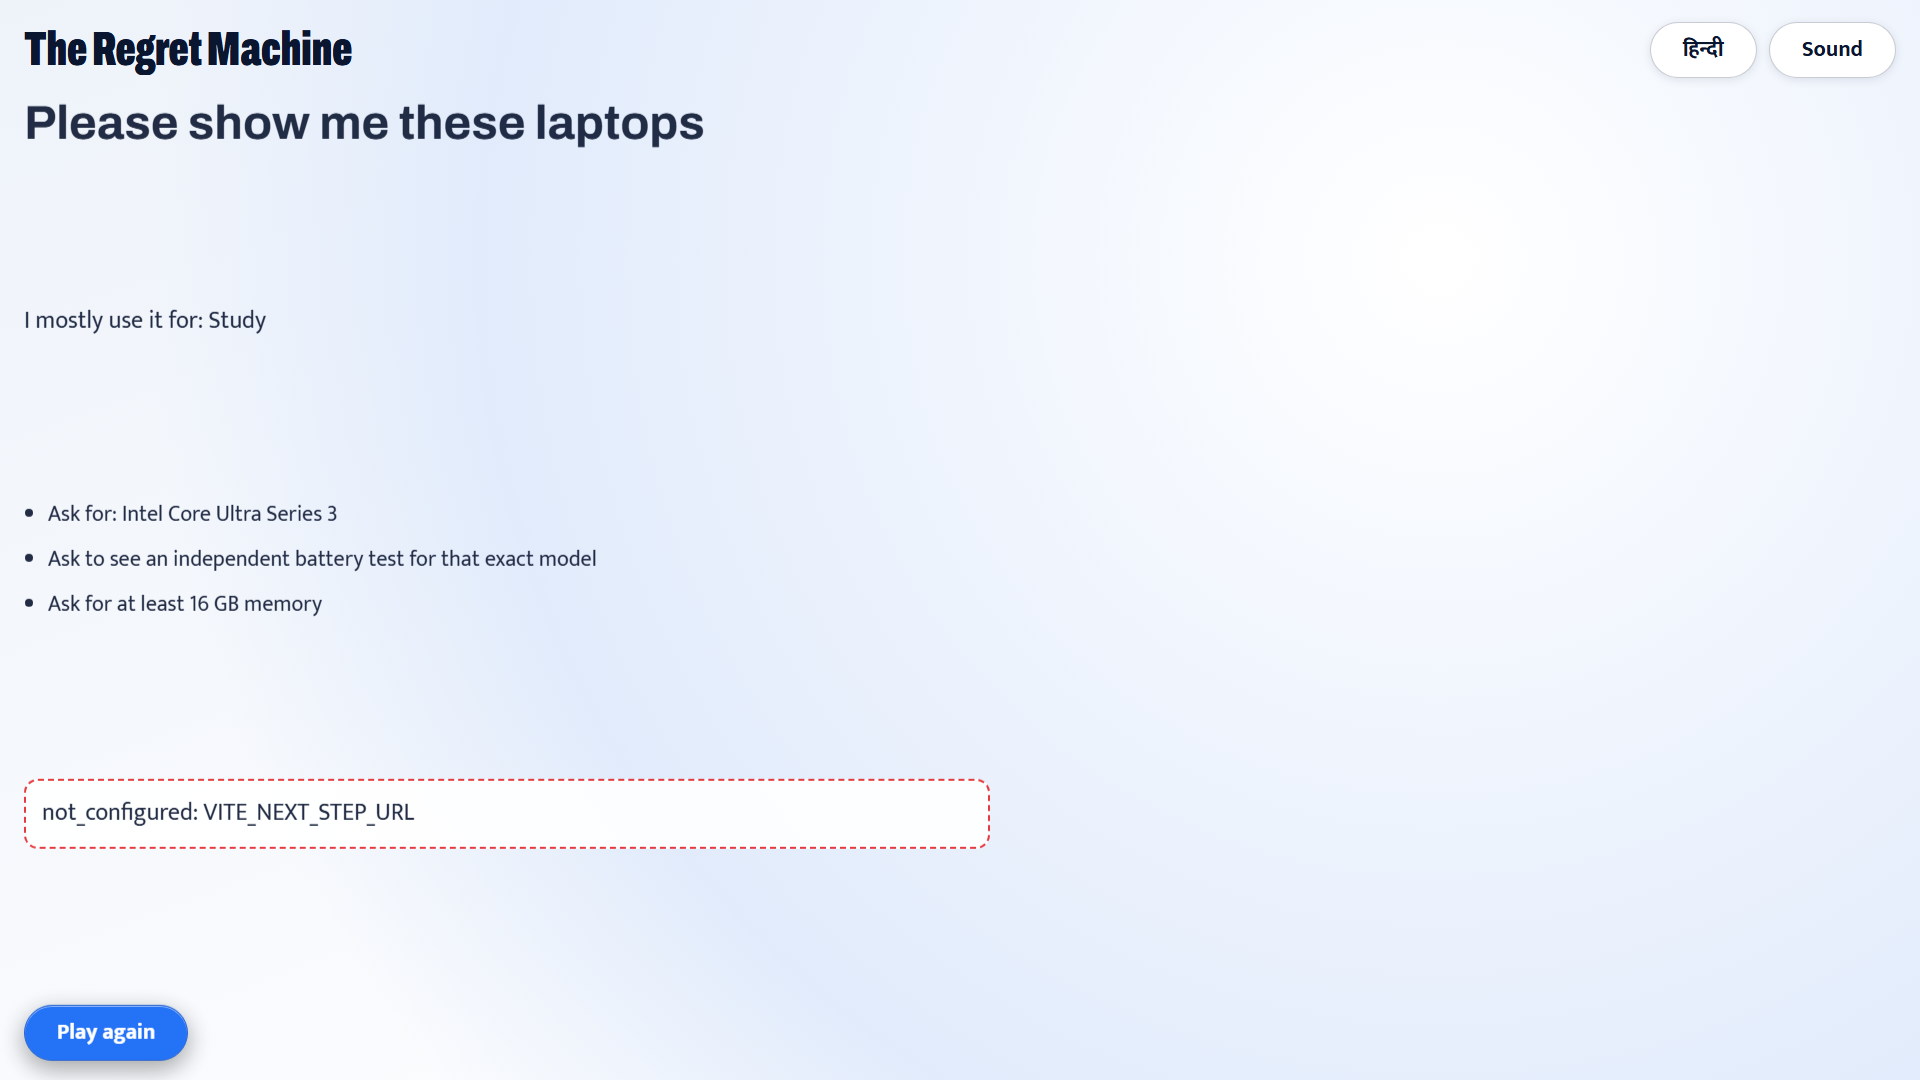 The Regret Machine
हिन्दी
Sound
Please show me these laptops
I mostly use it for: Study
Ask for: Intel Core Ultra Series 3
Ask to see an independent battery test for that exact model
Ask for at least 16 GB memory
not_configured: VITE_NEXT_STEP_URL
Play again